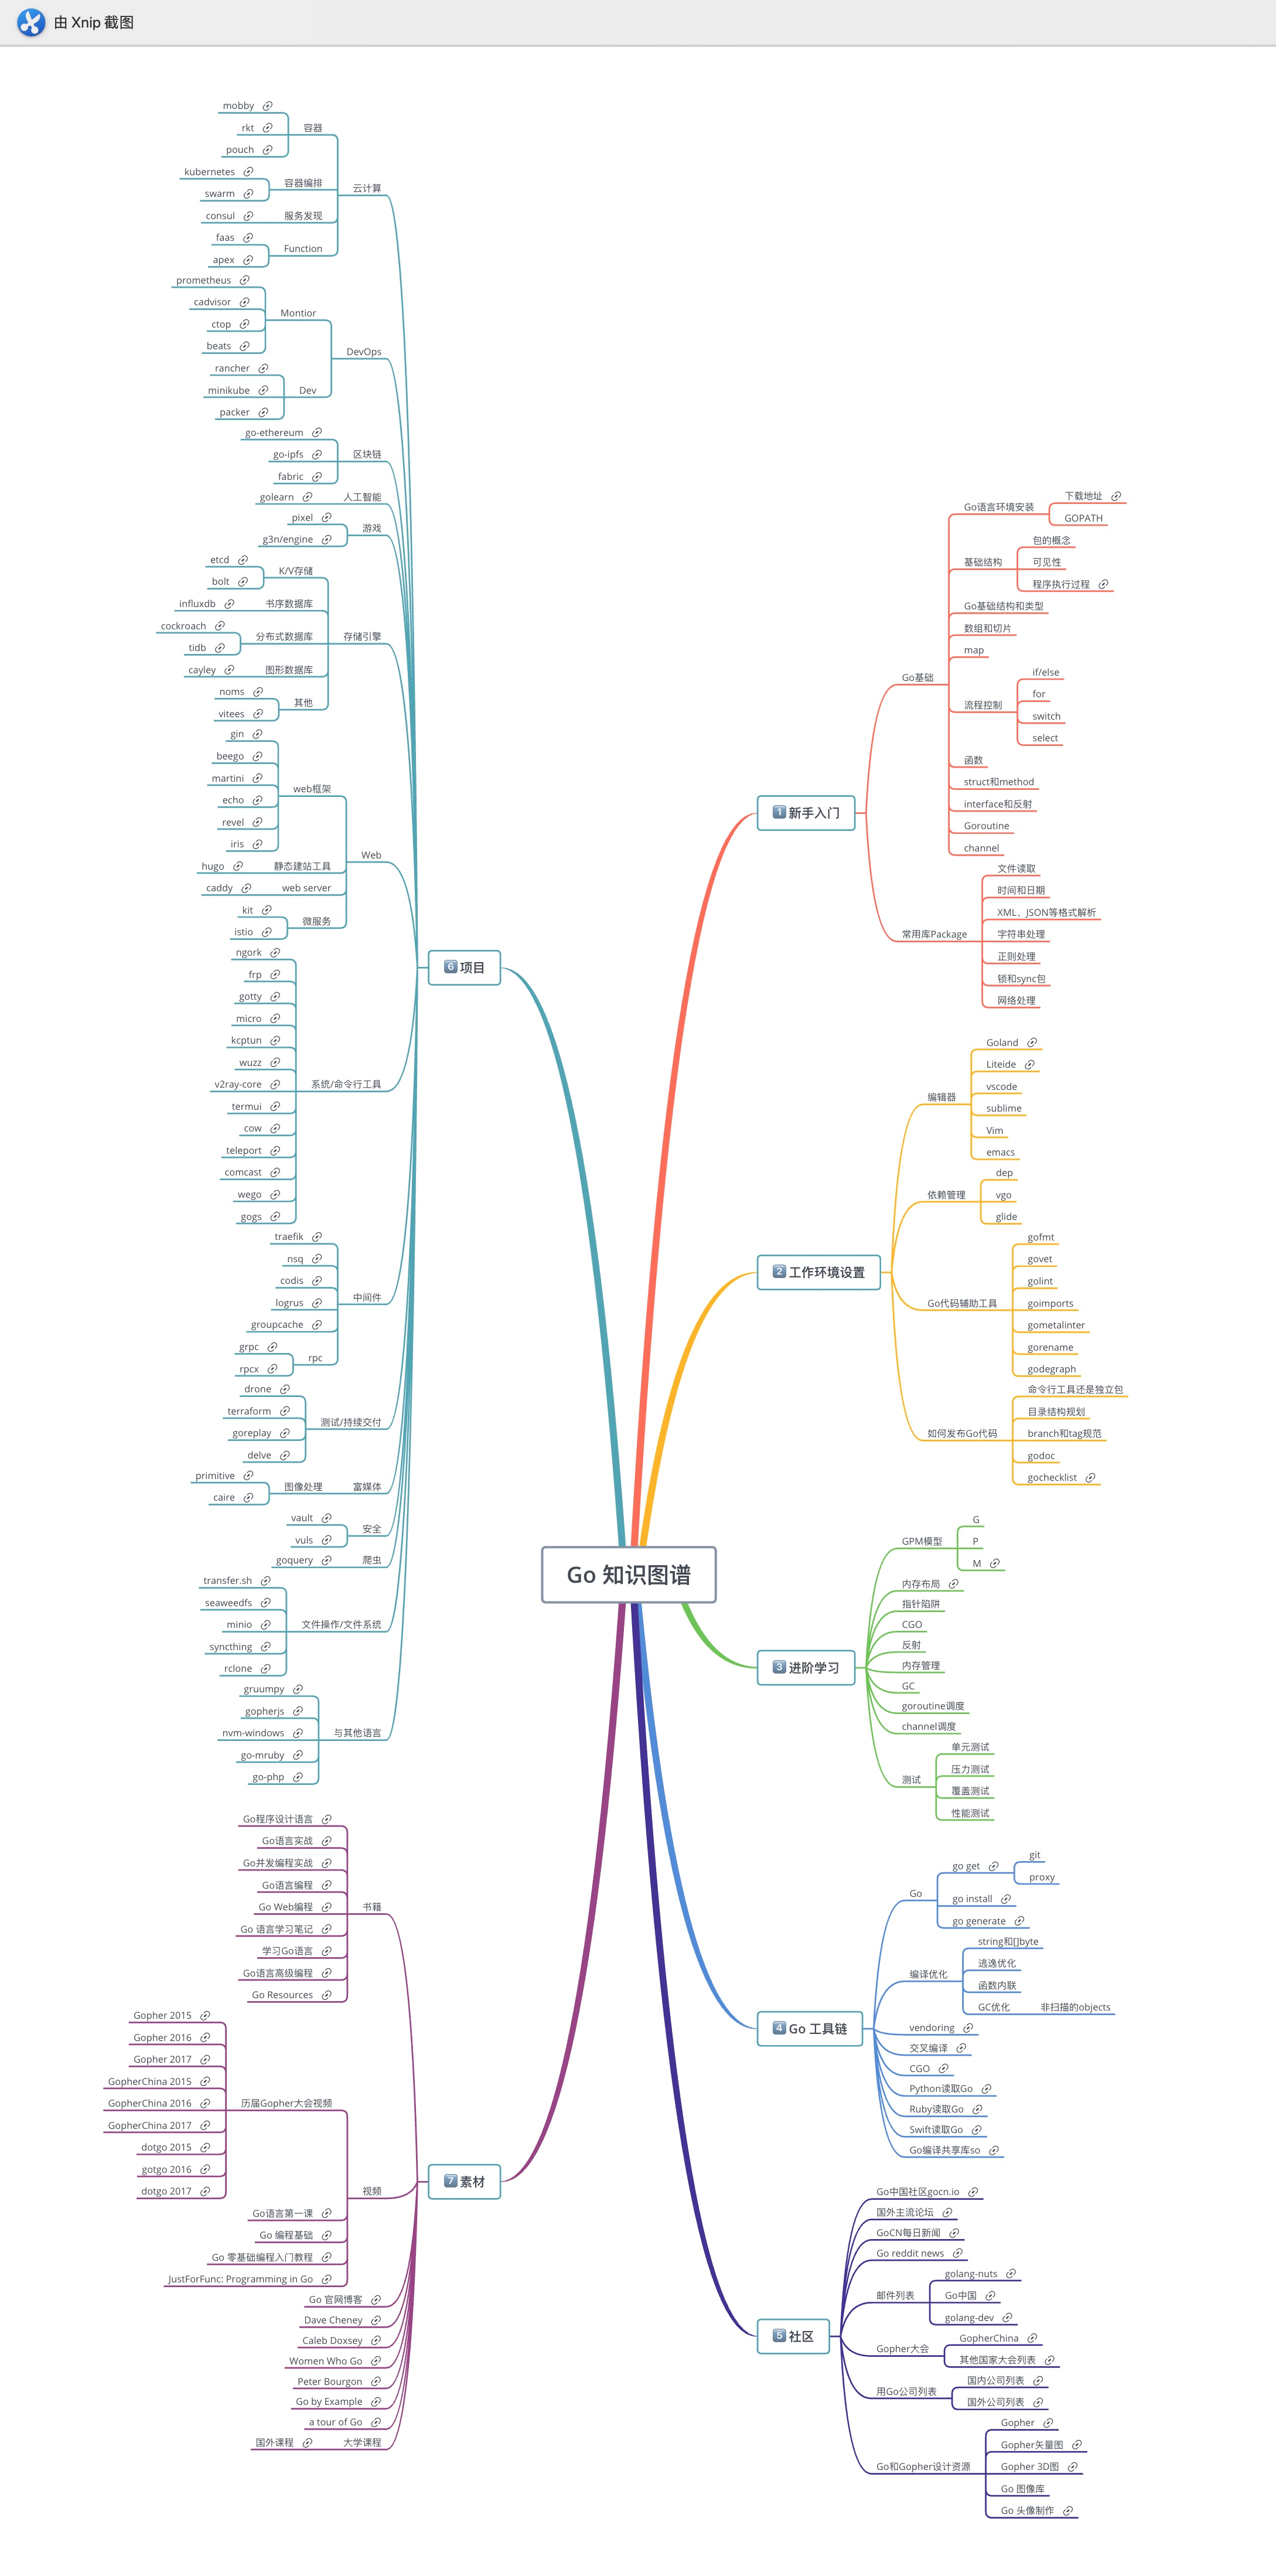 由 Xnip 截图
Go 知识图谱
1 新手入门
Go基础
Go语言环境安装
下载地址
GOPATH
基础结构
包的概念
可见性
程序执行过程
Go基础结构和类型
数组和切片
map
流程控制
if/else
for
switch
select
函数
struct和method
interface和反射
Goroutine
channel
常用库Package
文件读取
时间和日期
XML、JSON等格式解析
字符串处理
正则处理
锁和sync包
网络处理
2 工作环境设置
编辑器
Goland
Liteide
vscode
sublime
Vim
emacs
依赖管理
dep
vgo
glide
Go代码辅助工具
gofmt
govet
golint
goimports
gometalinter
gorename
godegraph
如何发布Go代码
命令行工具还是独立包
目录结构规划
branch和tag规范
godoc
gochecklist
3 进阶学习
GPM模型
G
P
M
内存布局
指针陷阱
CGO
反射
内存管理
GC
goroutine调度
channel调度
测试
单元测试
压力测试
覆盖测试
性能测试
4 Go 工具链
Go
go get
git
proxy
go install
go generate
编译优化
string和[]byte
逃逸优化
函数内联
GC优化
非扫描的objects
vendoring
交叉编译
CGO
Python读取Go
Ruby读取Go
Swift读取Go
Go编译共享库so
5 社区
Go中国社区gocn.io
国外主流论坛
GoCN每日新闻
Go reddit news
邮件列表
golang-nuts
Go中国
golang-dev
Gopher大会
GopherChina
其他国家大会列表
用Go公司列表
国内公司列表
国外公司列表
Go和Gopher设计资源
Gopher
Gopher矢量图
Gopher 3D图
Go 图像库
Go 头像制作
6 项目
云计算
容器
mobby
rkt
pouch
容器编排
kubernetes
swarm
服务发现
consul
Function
faas
apex
DevOps
Montior
prometheus
cadvisor
ctop
beats
Dev
rancher
minikube
packer
区块链
go-ethereum
go-ipfs
fabric
人工智能
golearn
游戏
pixel
g3n/engine
存储引擎
K/V存储
etcd
bolt
书序数据库
influxdb
分布式数据库
cockroach
tidb
图形数据库
cayley
其他
noms
vitees
Web
web框架
gin
beego
martini
echo
revel
iris
静态建站工具
hugo
web server
caddy
微服务
kit
istio
系统/命令行工具
ngork
frp
gotty
micro
kcptun
wuzz
v2ray-core
termui
cow
teleport
comcast
wego
gogs
中间件
traefik
nsq
codis
logrus
groupcache
rpc
grpc
rpcx
测试/持续交付
drone
terraform
goreplay
delve
富媒体
图像处理
primitive
caire
安全
vault
vuls
爬虫
goquery
文件操作/文件系统
transfer.sh
seaweedfs
minio
syncthing
rclone
与其他语言
gruumpy
gopherjs
nvm-windows
go-mruby
go-php
7 素材
书籍
Go程序设计语言
Go语言实战
Go并发编程实战
Go语言编程
Go Web编程
Go 语言学习笔记
学习Go语言
Go语言高级编程
Go Resources
视频
历届Gopher大会视频
Gopher 2015
Gopher 2016
Gopher 2017
GopherChina 2015
GopherChina 2016
GopherChina 2017
dotgo 2015
gotgo 2016
dotgo 2017
Go语言第一课
Go 编程基础
Go 零基础编程入门教程
JustForFunc: Programming in Go
Go 官网博客
Dave Cheney
Caleb Doxsey
Women Who Go
Peter Bourgon
Go by Example
a tour of Go
大学课程
国外课程